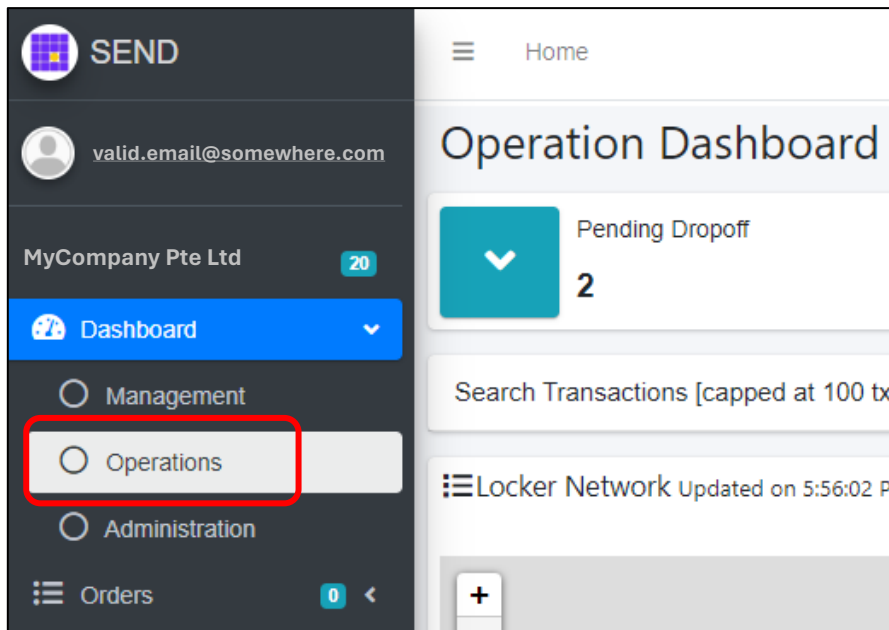 SEND
valid.email@somewhere.com
MyCompany Pte Ltd 20
Dashboard
Management
Operations
Administration
Orders 0
Home
Operation Dashboard
Pending Dropoff
2
Search Transactions [capped at 100 tx
Locker Network Updated on 5:56:02 P
+